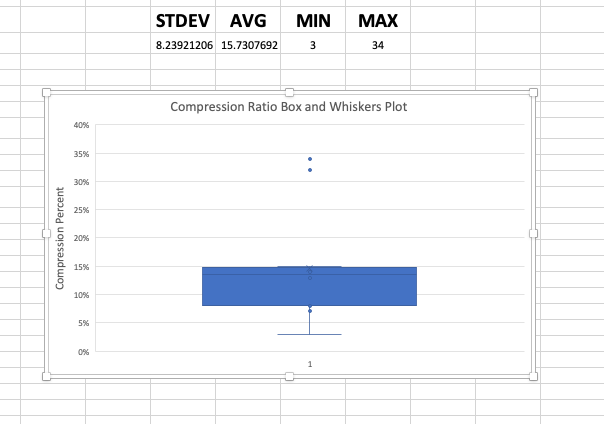 STDEV AVG MIN MAX
8.23921206 15.7307692 3 34
Compression Ratio Box and Whiskers Plot
40%
35%
30%
25%
20%
15%
10%
5%
0%
Compression Percent
1